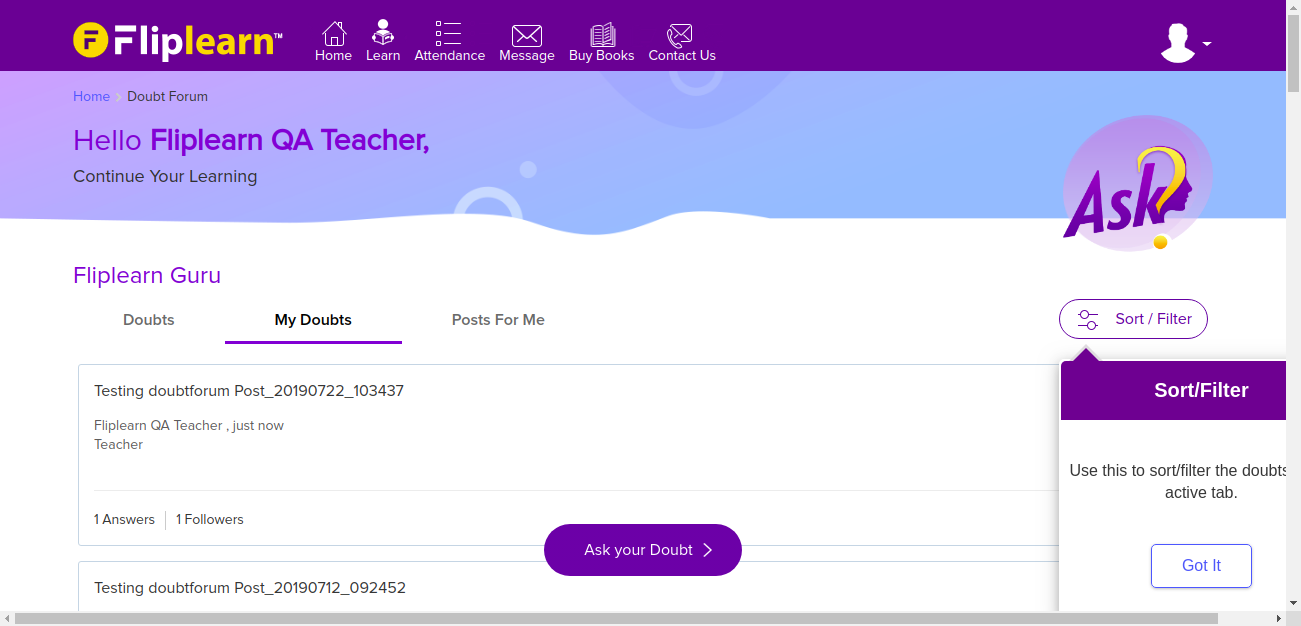 F Fliplearn™
Home Learn Attendance Message Buy Books Contact Us
Home Doubt Forum
Hello Fliplearn QA Teacher,
Continue Your Learning
Ask?
Fliplearn Guru
Doubts My Doubts Posts For Me
Sort / Filter
Testing doubtforum Post_20190722_103437
Fliplearn QA Teacher , just now
Teacher
1 Answers 1 Followers
Sort/Filter
Use this to sort/filter the doubts
active tab.
Got It
Ask your Doubt
Testing doubtforum Post_20190712_092452